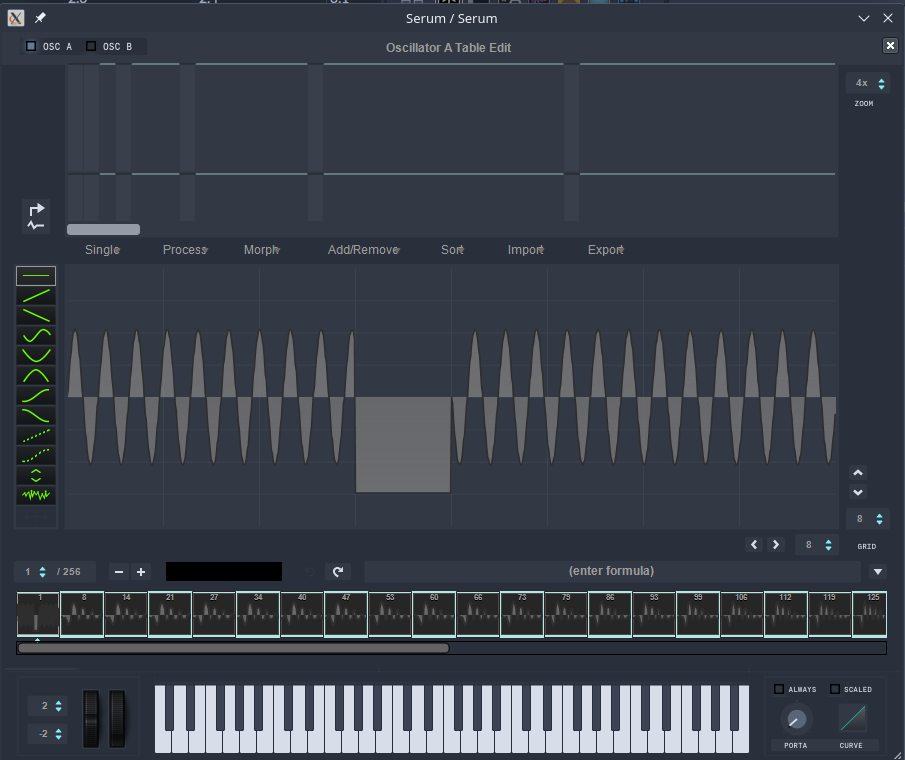 Serum / Serum
OSC A OSC B
Oscillator A Table Edit
4x
ZOOM
Single Process Morph Add/Remove Sort Import Export
8
8 GRID
1 / 256
(enter formula)
1 8 14 21 27 34 40 47 53 60 66 73 79 86 93 99 106 112 119 125
ALWAYS SCALED
2
-2
PORTA CURVE